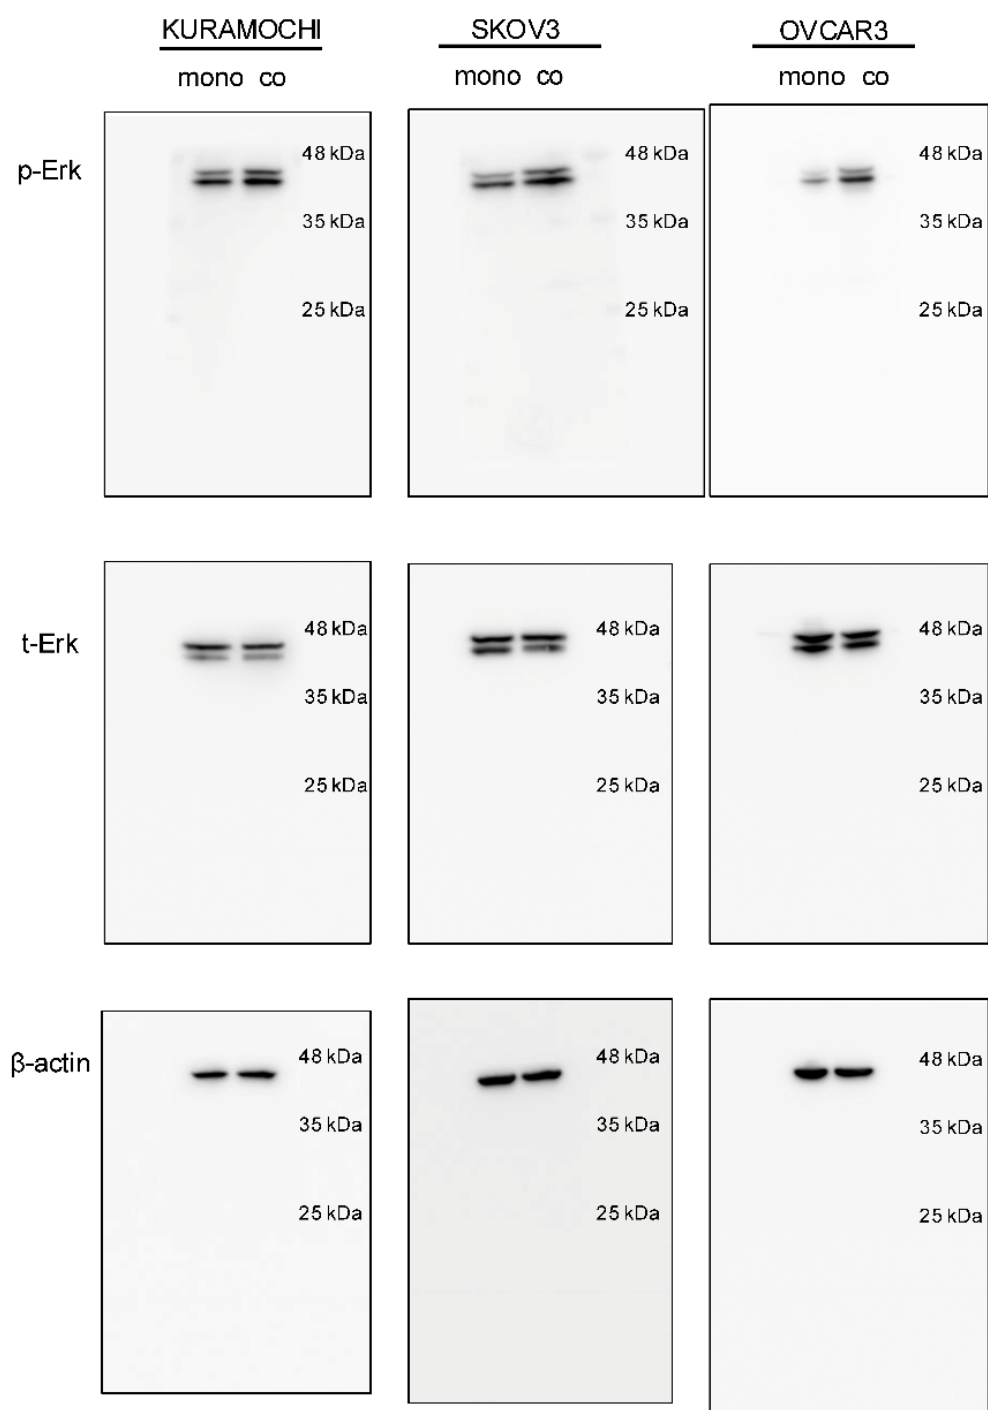 KURAMOCHI SKOV3 OVCAR3
mono co mono co mono co
p-Erk
48 kDa 48 kDa 48 kDa
35 kDa 35 kDa 35 kDa
25 kDa 25 kDa 25 kDa
t-Erk
48 kDa 48 kDa 48 kDa
35 kDa 35 kDa 35 kDa
25 kDa 25 kDa 25 kDa
β-actin
48 kDa 48 kDa 48 kDa
35 kDa 35 kDa 35 kDa
25 kDa 25 kDa 25 kDa